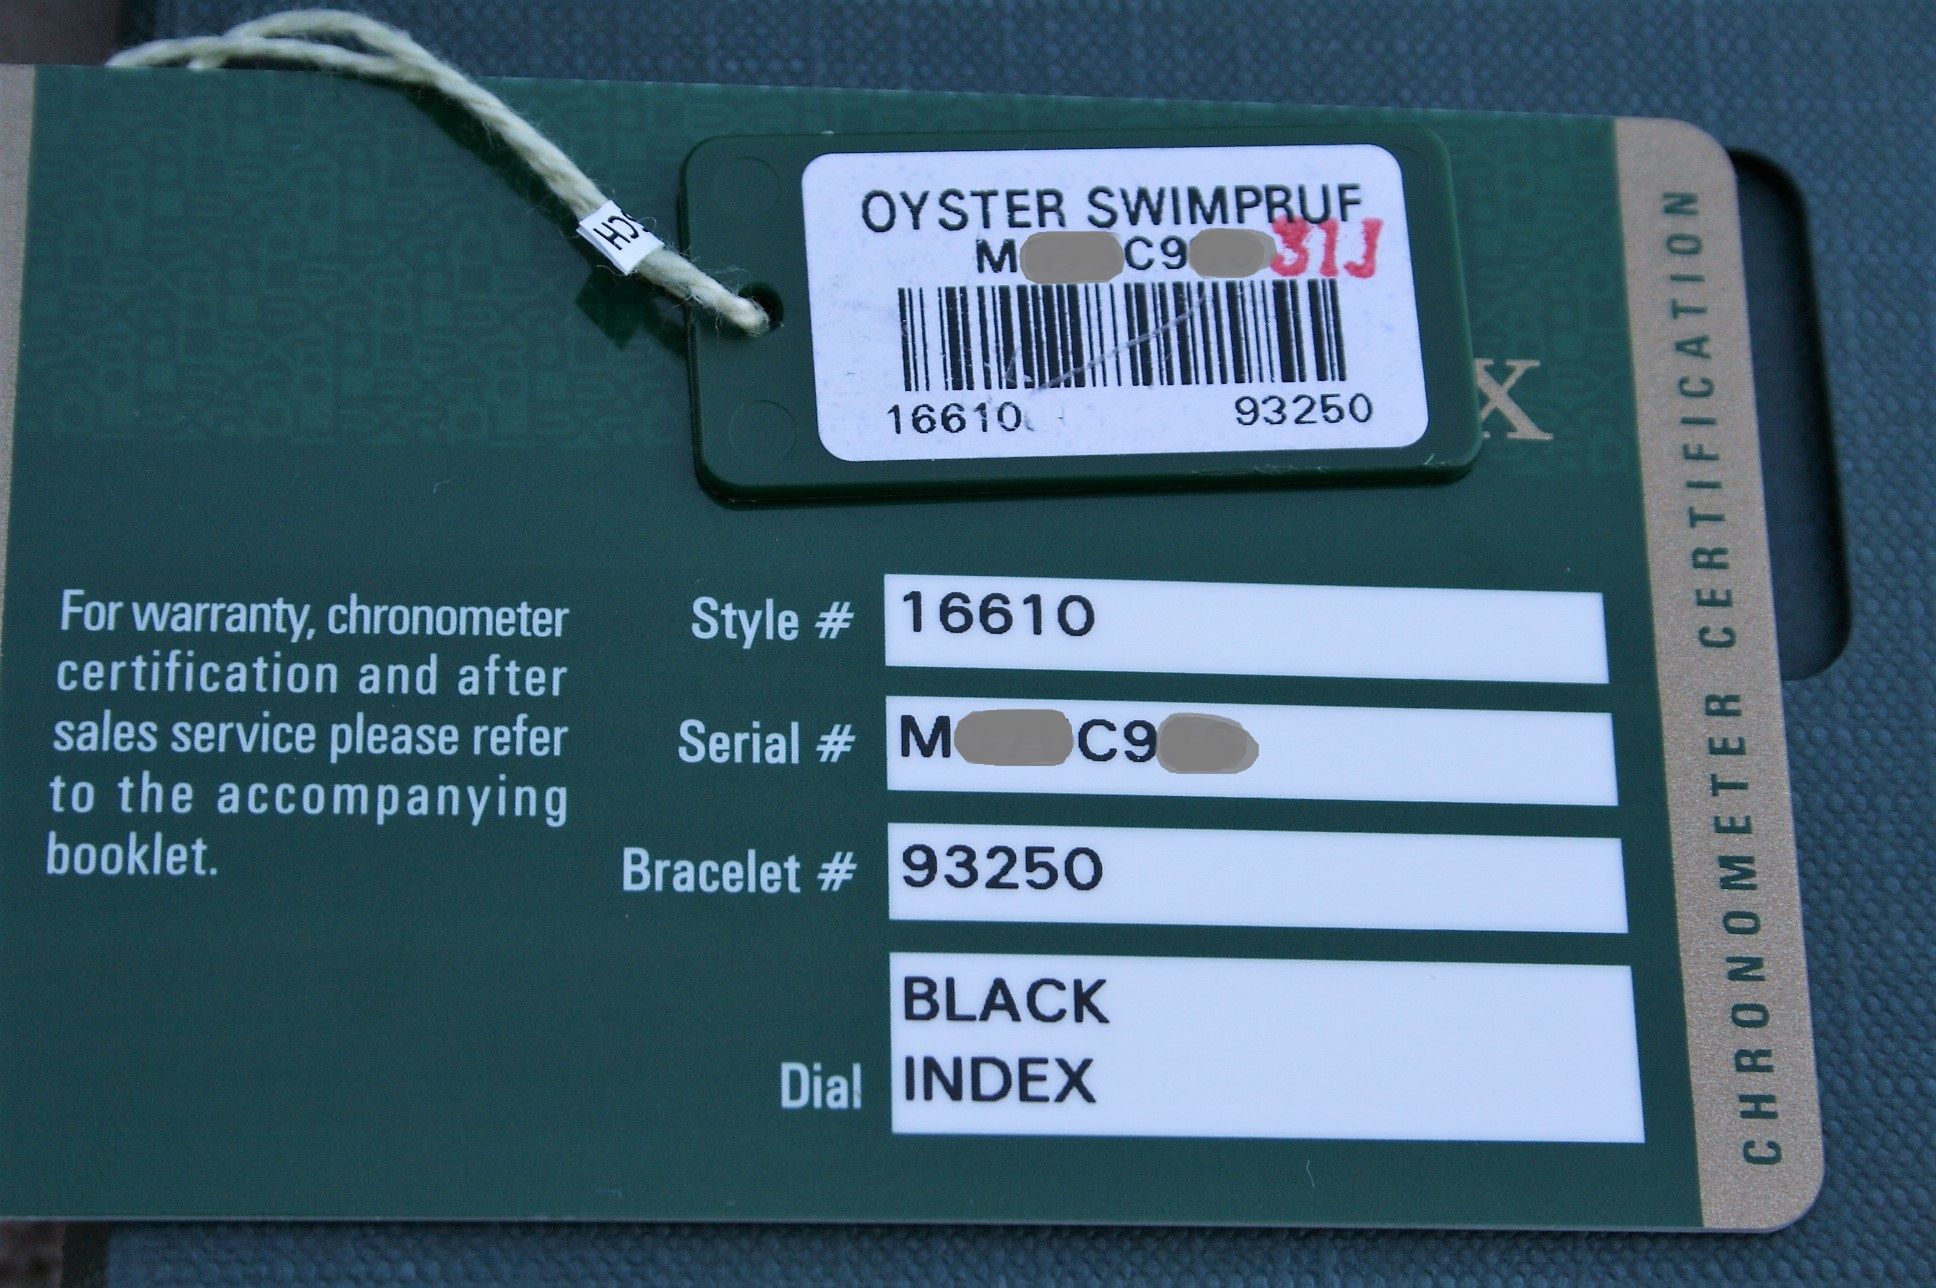 HJS
OYSTER SWIMPRUF
M C9 31J
16610 93250
X
For warranty, chronometer
certification and after
sales service please refer
to the accompanying
booklet.
Style # 16610
Serial # M C9
Bracelet # 93250
BLACK
Dial INDEX
CHRONOMETER CERTIFICATION